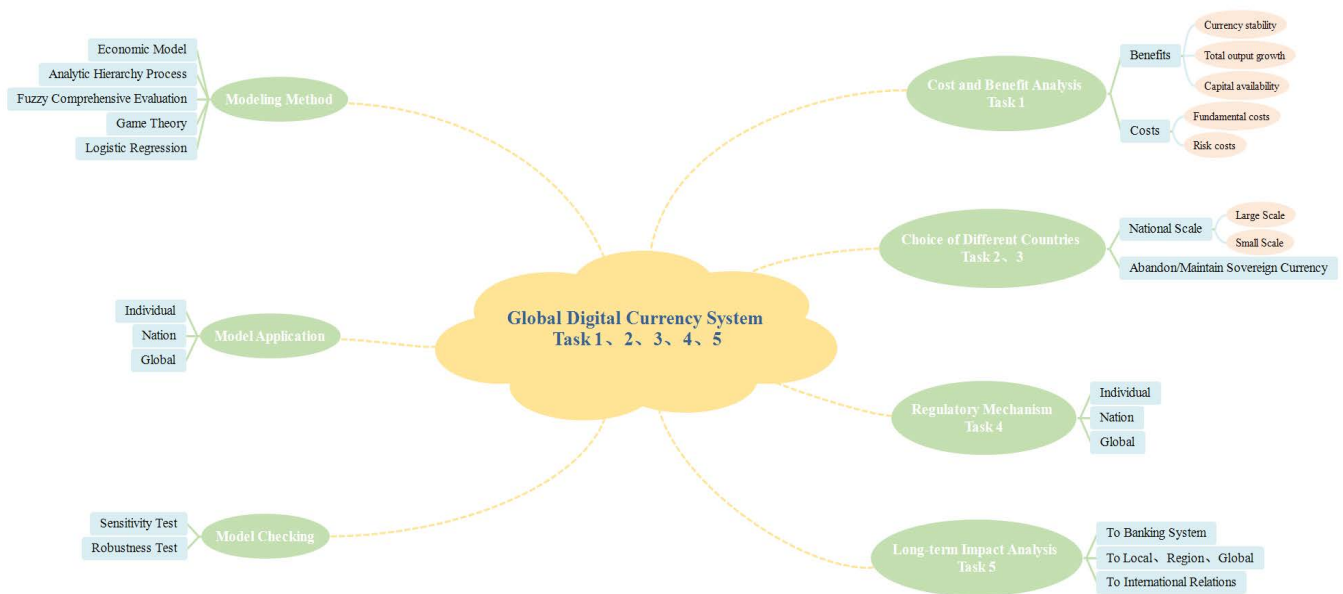 Economic Model
Analytic Hierarchy Process
Fuzzy Comprehensive Evaluation
Game Theory
Logistic Regression
Modeling Method
Individual
Nation
Global
Model Application
Sensitivity Test
Robustness Test
Model Checking
Global Digital Currency System
Task 1、2、3、4、5
Cost and Benefit Analysis
Task 1
Benefits
Currency stability
Total output growth
Capital availability
Costs
Fundamental costs
Risk costs
Choice of Different Countries
Task 2、3
National Scale
Large Scale
Small Scale
Abandon/Maintain Sovereign Currency
Regulatory Mechanism
Task 4
Individual
Nation
Global
Long-term Impact Analysis
Task 5
To Banking System
To Local、Region、Global
To International Relations